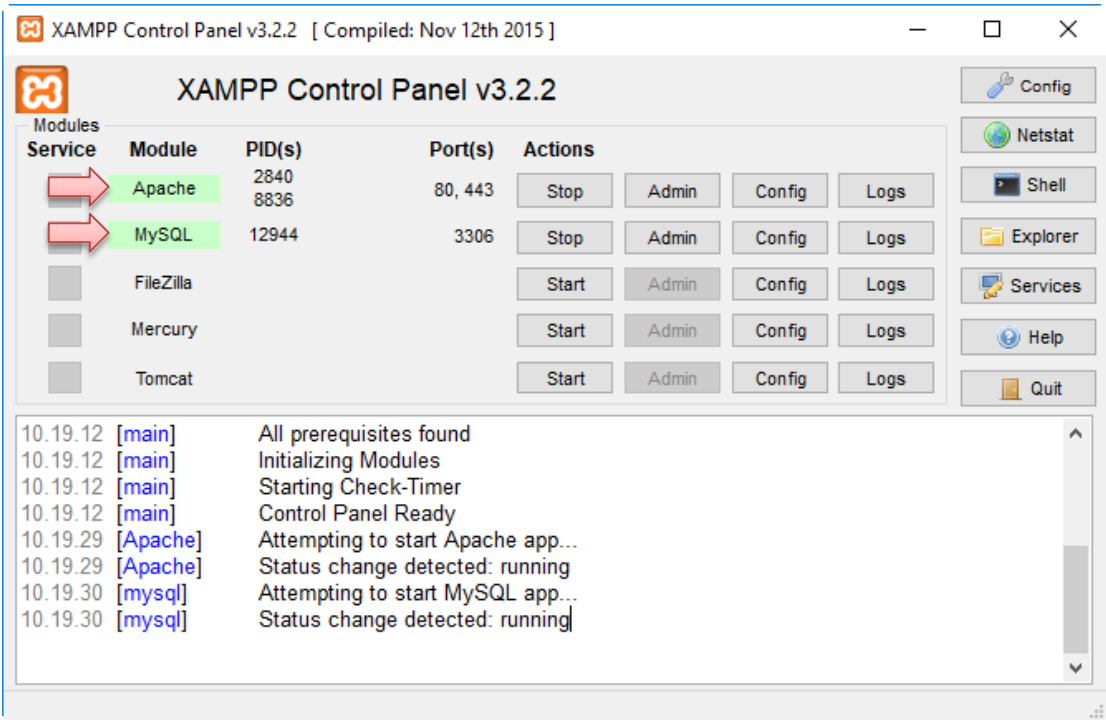 XAMPP Control Panel v3.2.2 [ Compiled: Nov 12th 2015 ]
XAMPP Control Panel v3.2.2
Config
Modules
Service Module PID(s) Port(s) Actions
Netstat
Apache 2840 8836 80, 443 Stop Admin Config Logs
Shell
MySQL 12944 3306 Stop Admin Config Logs
Explorer
FileZilla Start Admin Config Logs
Services
Mercury Start Admin Config Logs
Help
Tomcat Start Admin Config Logs
Quit
10.19.12 [main] All prerequisites found
10.19.12 [main] Initializing Modules
10.19.12 [main] Starting Check-Timer
10.19.12 [main] Control Panel Ready
10.19.29 [Apache] Attempting to start Apache app...
10.19.29 [Apache] Status change detected: running
10.19.30 [mysql] Attempting to start MySQL app...
10.19.30 [mysql] Status change detected: running